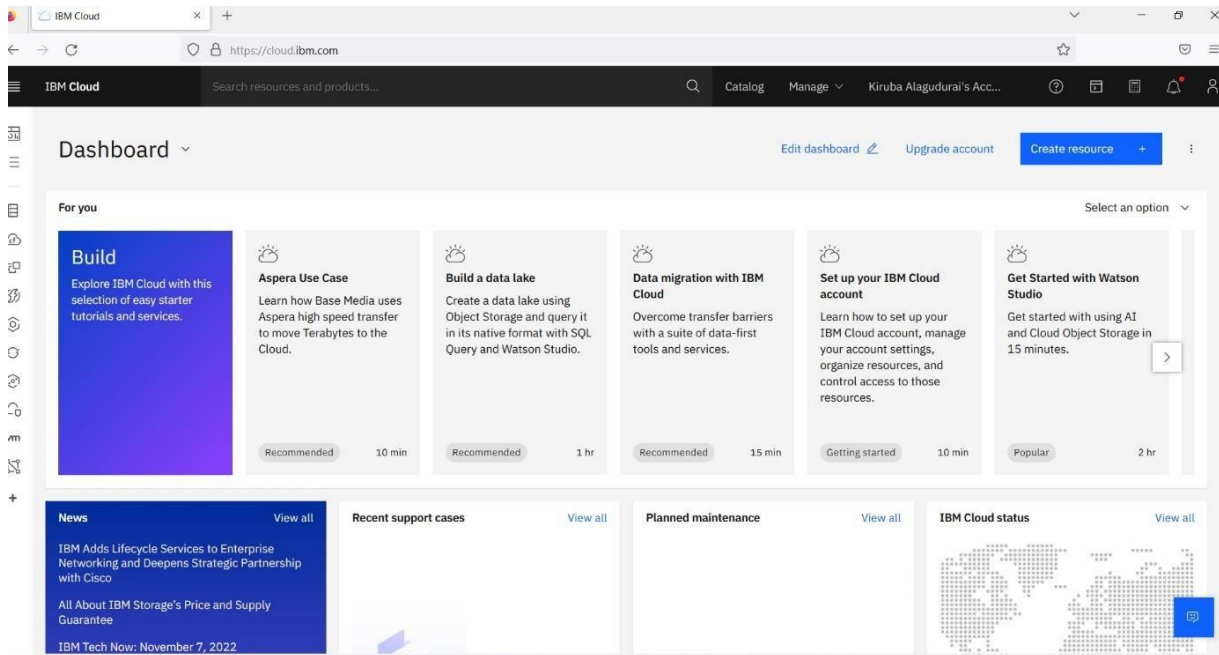 IBM Cloud
https://cloud.ibm.com
IBM Cloud
Search resources and products...
Catalog
Manage
Kiruba Alagudurai's Acc...
Dashboard
Edit dashboard
Upgrade account
Create resource +
For you
Select an option
Build
Explore IBM Cloud with this
selection of easy starter
tutorials and services.
Aspera Use Case
Learn how Base Media uses
Aspera high speed transfer
to move Terabytes to the
Cloud.
Recommended
10 min
Build a data lake
Create a data lake using
Object Storage and query it
in its native format with SQL
Query and Watson Studio.
Recommended
1 hr
Data migration with IBM
Cloud
Overcome transfer barriers
with a suite of data-first
tools and services.
Recommended
15 min
Set up your IBM Cloud
account
Learn how to set up your
IBM Cloud account, manage
your account settings,
organize resources, and
control access to those
resources.
Getting started
10 min
Get Started with Watson
Studio
Get started with using AI
and Cloud Object Storage in
15 minutes.
Popular
2 hr
News
View all
IBM Adds Lifecycle Services to Enterprise
Networking and Deepens Strategic Partnership
with Cisco
All About IBM Storage's Price and Supply
Guarantee
IBM Tech Now: November 7, 2022
Recent support cases
View all
Planned maintenance
View all
IBM Cloud status
View all